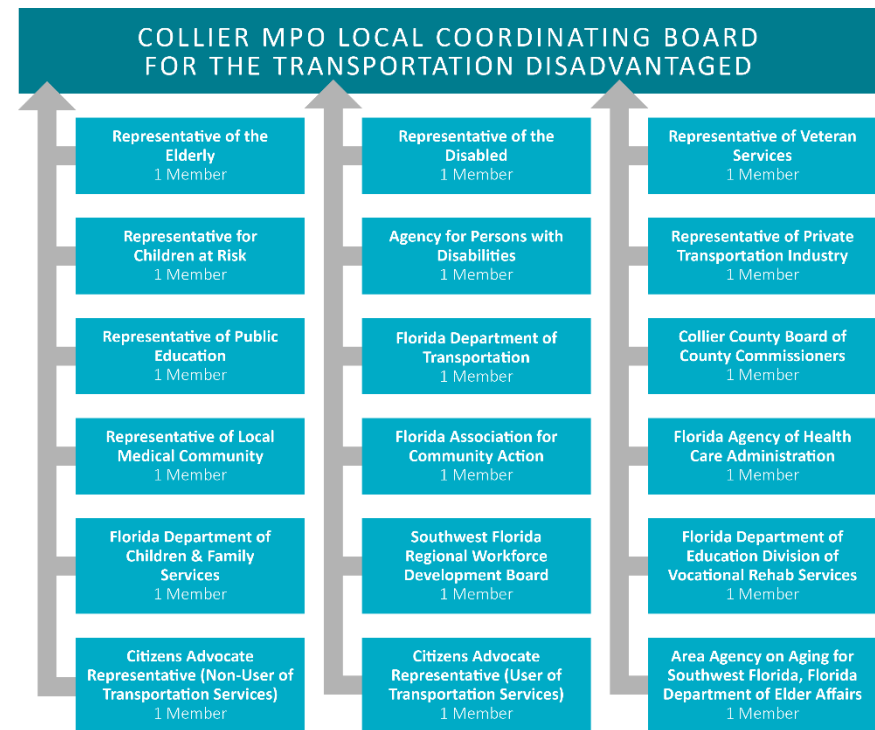 COLLIER MPO LOCAL COORDINATING BOARD
FOR THE TRANSPORTATION DISADVANTAGED
Representative of the
Elderly
1 Member
Representative of the
Disabled
1 Member
Representative of Veteran
Services
1 Member
Representative for
Children at Risk
1 Member
Agency for Persons with
Disabilities
1 Member
Representative of Private
Transportation Industry
1 Member
Representative of Public
Education
1 Member
Florida Department of
Transportation
1 Member
Collier County Board of
County Commissioners
1 Member
Representative of Local
Medical Community
1 Member
Florida Association for
Community Action
1 Member
Florida Agency of Health
Care Administration
1 Member
Florida Department of
Children & Family
Services
1 Member
Southwest Florida
Regional Workforce
Development Board
1 Member
Florida Department of
Education Division of
Vocational Rehab Services
1 Member
Citizens Advocate
Representative (Non-User of
Transportation Services)
1 Member
Citizens Advocate
Representative (User of
Transportation Services)
1 Member
Area Agency on Aging for
Southwest Florida, Florida
Department of Elder Affairs
1 Member